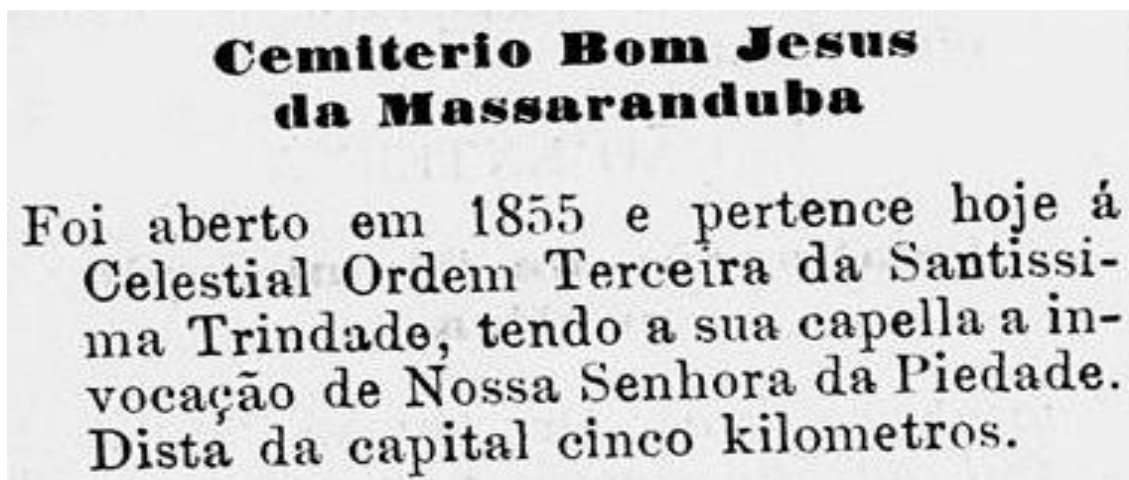 Cemiterio Bom Jesus
da Massaranduba
Foi aberto em 1855 e pertence hoje á
Celestial Ordem Terceira da Santissi-
ma Trindade, tendo a sua capella a in-
vocação de Nossa Senhora da Piedade.
Dista da capital cinco kilometros.